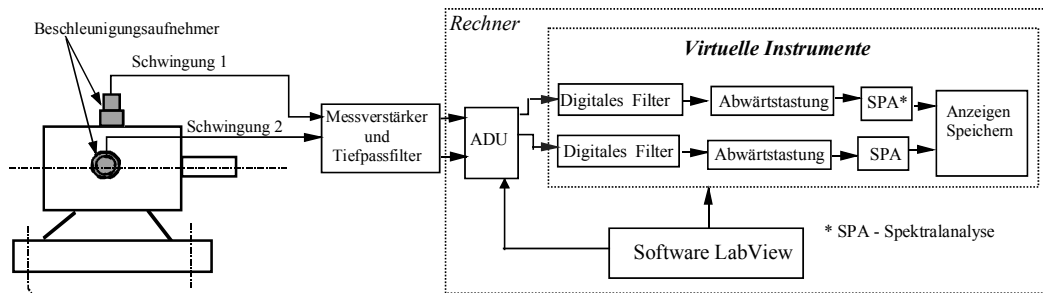 Rechner
Beschleunigungsaufnehmer
Virtuelle Instrumente
Schwingung 1
Schwingung 2
Messverstärker
und
Tiefpassfilter
ADU
Digitales Filter
Abwärtstastung
SPA*
Digitales Filter
Abwärtstastung
SPA
Anzeigen
Speichern
Software LabView
* SPA - Spektralanalyse